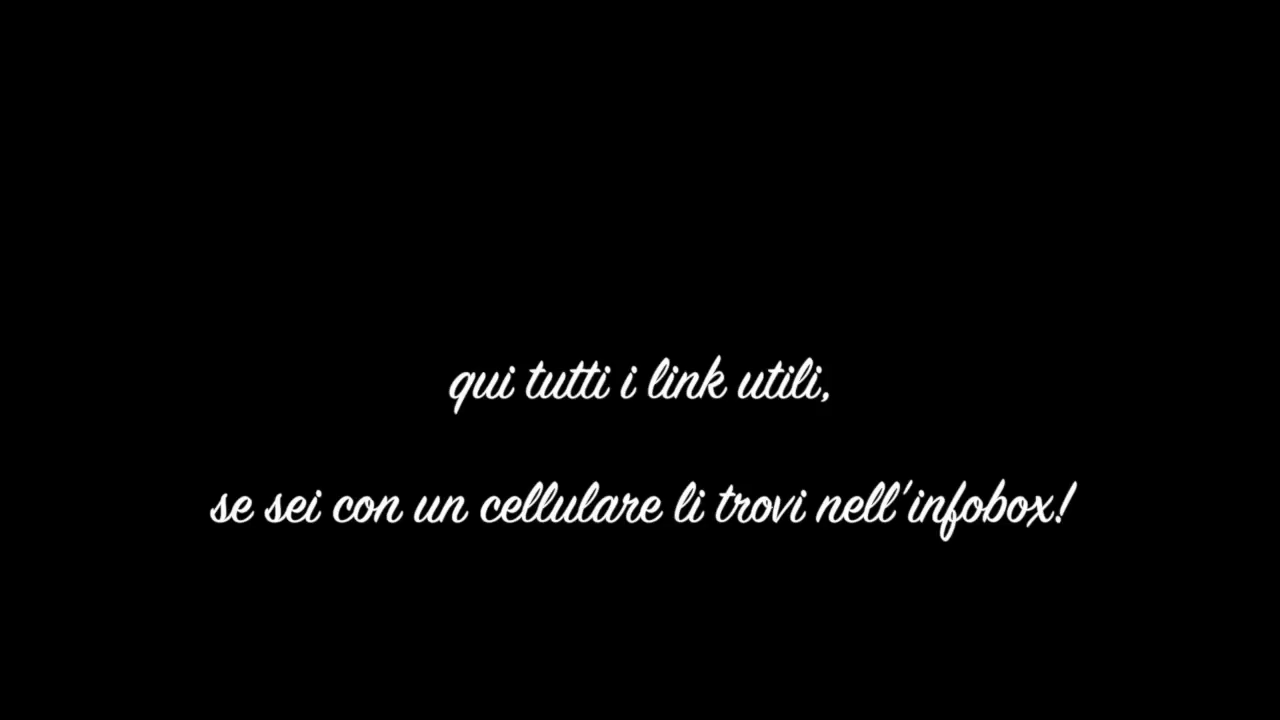 qui tutti i link utili,
se sei con un cellulare li trovi nell'infobox!